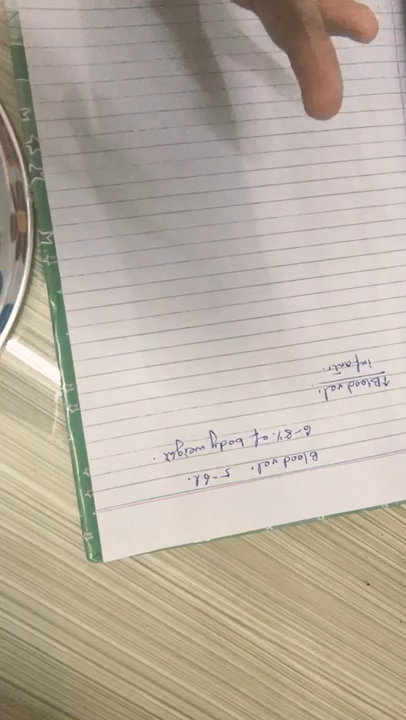 Blood vol. 5-6l.
6-8% of body weight.
↑Blood vol.
infants.